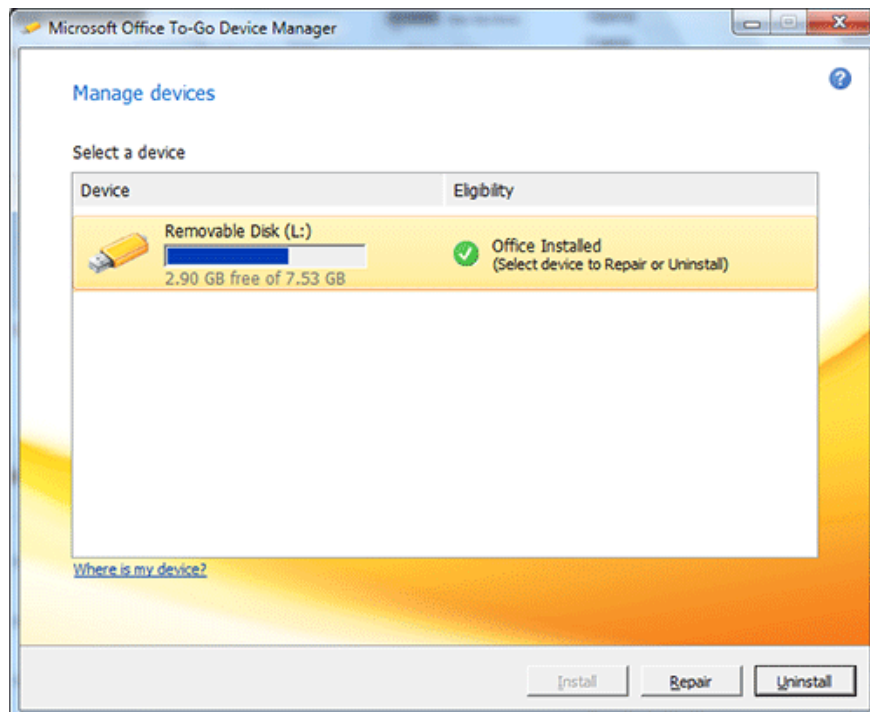 Microsoft Office To-Go Device Manager
Manage devices
Select a device
Device Eligibility
Removable Disk (L:)
2.90 GB free of 7.53 GB
Office Installed
(Select device to Repair or Uninstall)
Where is my device?
Install Repair Uninstall